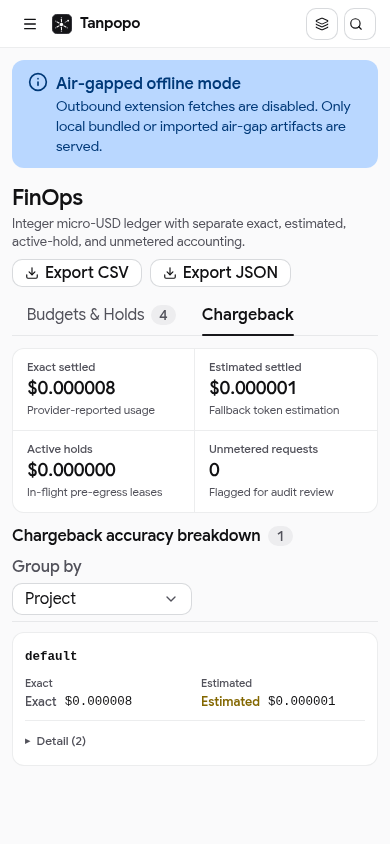 Tanpopo
Air-gapped offline mode
Outbound extension fetches are disabled. Only
local bundled or imported air-gap artifacts are
served.
FinOps
Integer micro-USD ledger with separate exact, estimated,
active-hold, and unmetered accounting.
Export CSV
Export JSON
Budgets & Holds 4
Chargeback
Exact settled
$0.000008
Provider-reported usage
Estimated settled
$0.000001
Fallback token estimation
Active holds
$0.000000
In-flight pre-egress leases
Unmetered requests
0
Flagged for audit review
Chargeback accuracy breakdown 1
Group by
Project
default
Exact
Exact $0.000008
Estimated
Estimated $0.000001
Detail (2)